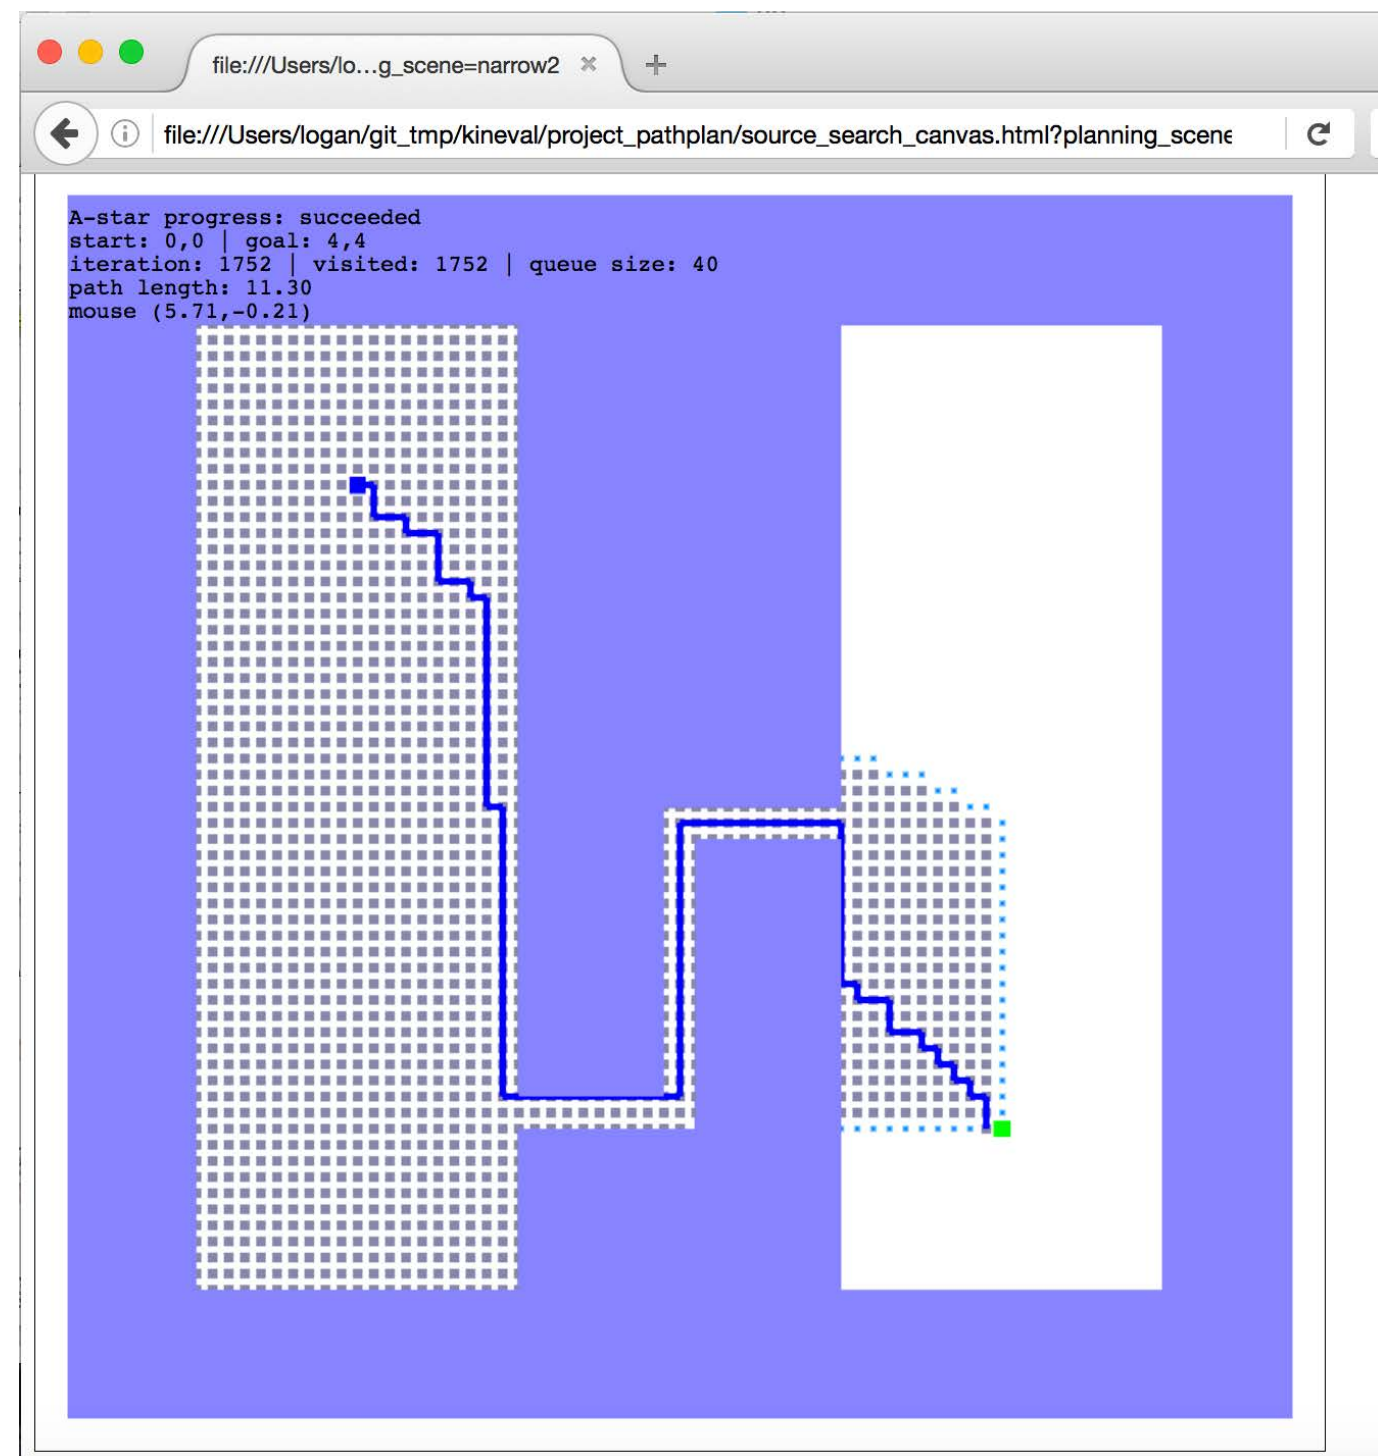 file:///Users/lo...g_scene=narrow2
file:///Users/logan/git_tmp/kineval/project_pathplan/source_search_canvas.html?planning_scene
A-star progress: succeeded
start: 0,0 | goal: 4,4
iteration: 1752 | visited: 1752 | queue size: 40
path length: 11.30
mouse (5.71,-0.21)